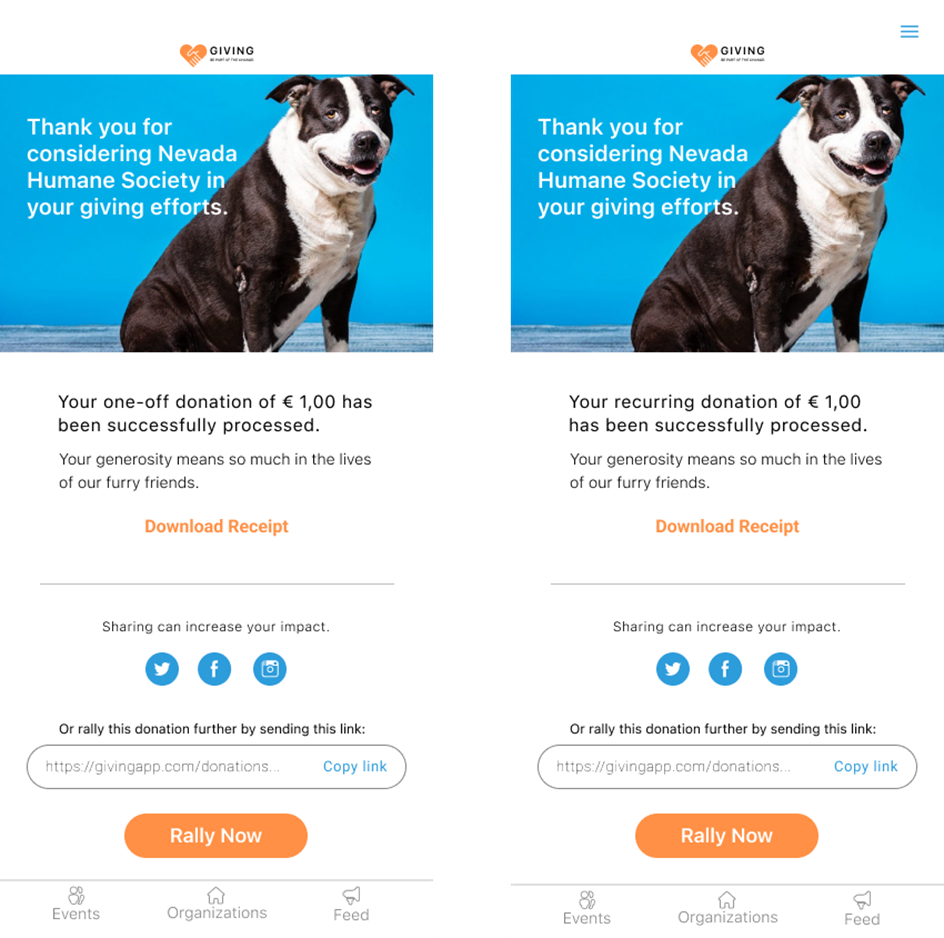 GIVING
BE PART OF THE CHANGE
Thank you for
considering Nevada
Humane Society in
your giving efforts.
Your one-off donation of € 1,00 has
been successfully processed.
Your generosity means so much in the lives
of our furry friends.
Download Receipt
Sharing can increase your impact.
Or rally this donation further by sending this link:
https://givingapp.com/donations... Copy link
Rally Now
Events Organizations Feed
GIVING
BE PART OF THE CHANGE
Thank you for
considering Nevada
Humane Society in
your giving efforts.
Your recurring donation of € 1,00
has been successfully processed.
Your generosity means so much in the lives
of our furry friends.
Download Receipt
Sharing can increase your impact.
Or rally this donation further by sending this link:
https://givingapp.com/donations... Copy link
Rally Now
Events Organizations Feed